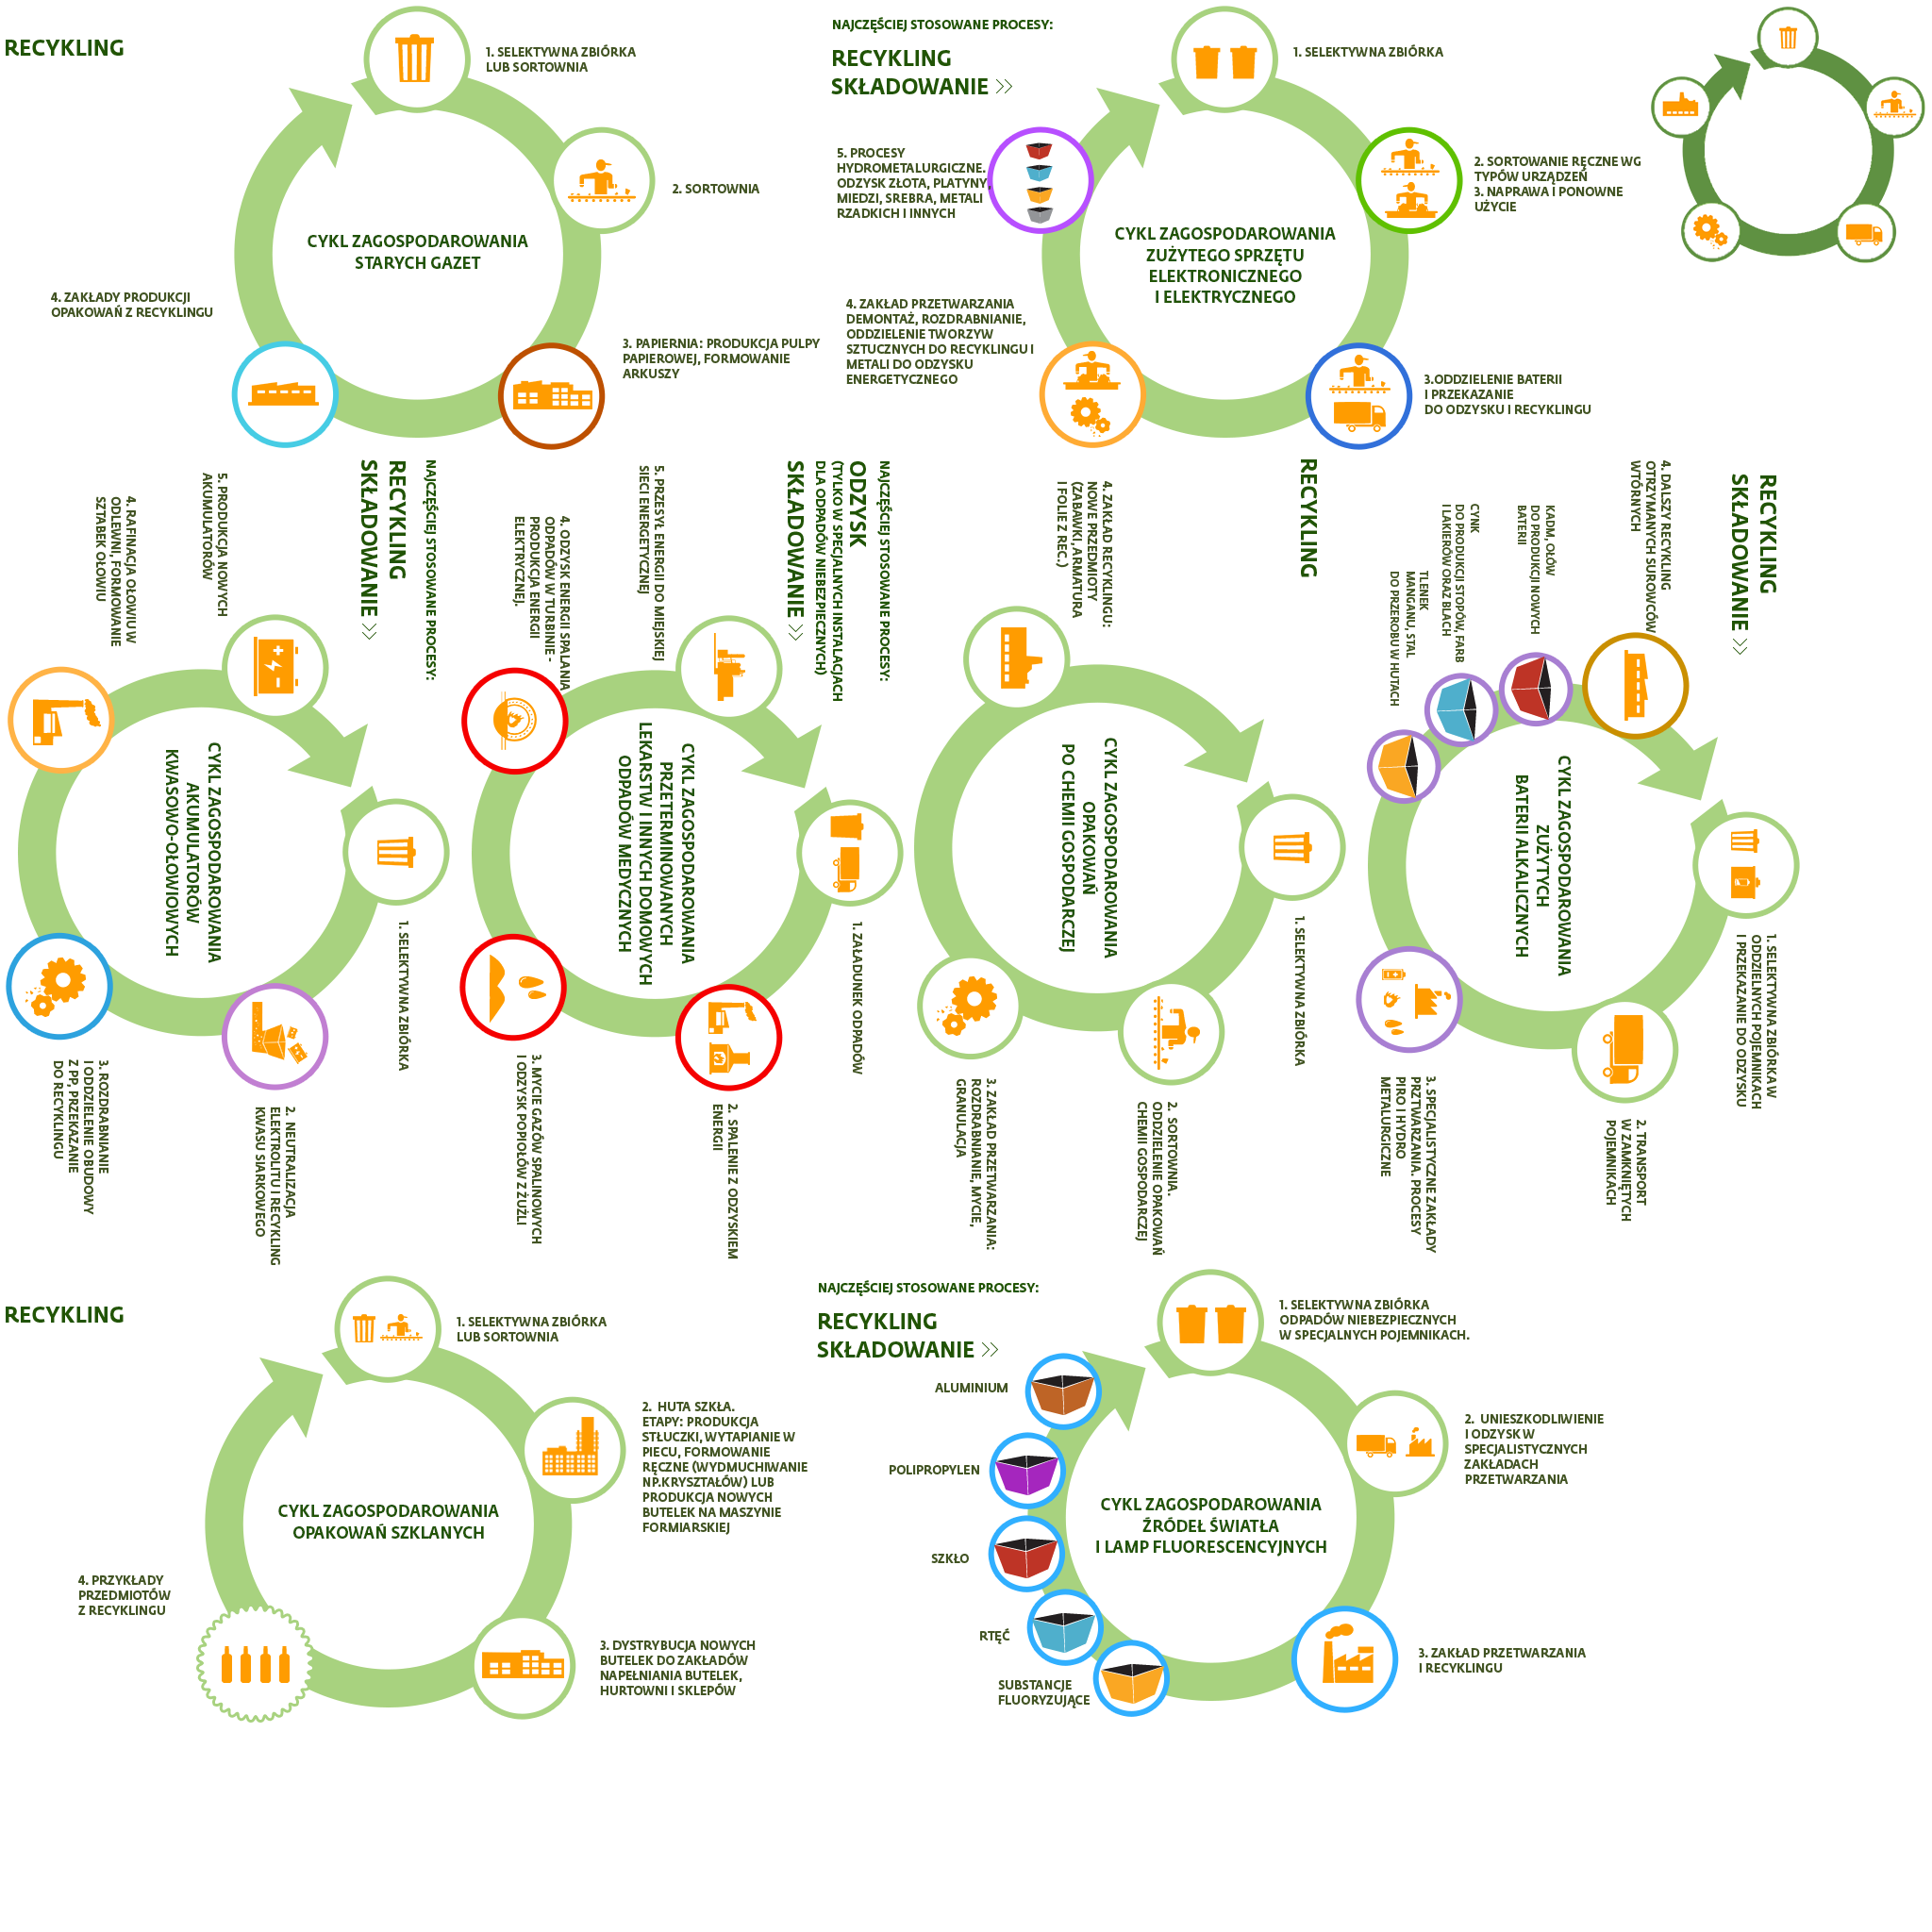 RECYKLING
1. SELEKTYWNA ZBIÓRKA
LUB SORTOWNIA
2. SORTOWNIA
CYKL ZAGOSPODAROWANIA
STARYCH GAZET
3. PAPIERNIA: PRODUKCJA PULPY
PAPIEROWEJ, FORMOWANIE
ARKUSZY
4. ZAKŁADY PRODUKCJI
OPAKOWAŃ Z RECYKLINGU
NAJCZĘŚCIEJ STOSOWANE PROCESY:
RECYKLING
SKŁADOWANIE
1. SELEKTYWNA ZBIÓRKA
2. SORTOWANIE RĘCZNE WG
TYPÓW URZĄDZEŃ
3. NAPRAWA I PONOWNE
UŻYCIE
CYKL ZAGOSPODAROWANIA
ZUŻYTEGO SPRZĘTU
ELEKTRONICZNEGO
I ELEKTRYCZNEGO
3.ODDZIELENIE BATERII
I PRZEKAZANIE
DO ODZYSKU I RECYKLINGU
4. ZAKŁAD PRZETWARZANIA
DEMONTAŻ, ROZDRABNIANIE,
ODDZIELENIE TWORZYW
SZTUCZNYCH DO RECYKLINGU I
METALI DO ODZYSKU
ENERGETYCZNEGO
5. PROCESY
HYDROMETALURGICZNE.
ODZYSK ZŁOTA, PLATYNY,
MIEDZI, SREBRA, METALI
RZADKICH I INNYCH
NAJCZĘŚCIEJ STOSOWANE PROCESY:
RECYKLING
SKŁADOWANIE
CYKL ZAGOSPODAROWANIA
AKUMULATORÓW
KWASOWO-OŁOWIOWYCH
1. SELEKTYWNA ZBIÓRKA
2. NEUTRALIZACJA
ELEKTROLITU I RECYKLING
KWASU SIARKOWEGO
3. ROZDRABNIANIE
I ODDZIELENIE OBUDOWY
Z PP, PRZEKAZANIE
DO RECYKLINGU
4. RAFINACJA OŁOWIU W
ODLEWNI, FORMOWANIE
SZTABEK OŁOWIU
5. PRODUKCJA NOWYCH
AKUMULATORÓW
NAJCZĘŚCIEJ STOSOWANE PROCESY:
ODZYSK
(TYLKO W SPECJALNYCH INSTALACJACH
DLA ODPADÓW NIEBEZPIECZNYCH)
SKŁADOWANIE
CYKL ZAGOSPODAROWANIA
PRZETERMINOWANYCH
LEKARSTW I INNYCH DOMOWYCH
ODPADÓW MEDYCZNYCH
1. ZAŁADUNEK ODPADÓW
2. SPALENIE Z ODZYSKIEM
ENERGII
3. MYCIE GAZÓW SPALINOWYCH
I ODZYSK POPIOŁÓW Z ŻUŻLI
4. ODZYSK ENERGII SPALANIA
ODPADÓW W TURBINIE -
PRODUKCJA ENERGII
ELEKTRYCZNEJ.
5. PRZESYŁ ENERGII DO MIEJSKIEJ
SIECI ENERGETYCZNEJ
RECYKLING
CYKL ZAGOSPODAROWANIA
OPAKOWAŃ
PO CHEMII GOSPODARCZEJ
1. SELEKTYWNA ZBIÓRKA
2. SORTOWNIA.
ODDZIELENIE OPAKOWAŃ
CHEMII GOSPODARCZEJ
3. ZAKŁAD PRZETWARZANIA:
ROZDRABNIANIE, MYCIE,
GRANULACJA
4. ZAKŁAD RECYKLINGU:
NOWE PRZEDMIOTY
(ZABAWKI, ARMATURA
I FOLIE Z REC.)
RECYKLING
SKŁADOWANIE
CYKL ZAGOSPODAROWANIA
ZUŻYTYCH
BATERII ALKALICZNYCH
1. SELEKTYWNA ZBIÓRKA W
ODDZIELNYCH POJEMNIKACH
I PRZEKAZANIE DO ODZYSKU
2. TRANSPORT
W ZAMKNIĘTYCH
POJEMNIKACH
3. SPECJALISTYCZNE ZAKŁADY
PRZTWARZANIA. PROCESY
PIRO I HYDRO
METALURGICZNE
TLENEK
MANGANU, STAL
DO PRZEROBU W HUTACH
CYNK
DO PRODUKCJI STOPÓW, FARB
I LAKIERÓW ORAZ BLACH
KADM, OŁÓW
DO PRODUKCJI NOWYCH
BATERII
4. DALSZY RECYKLING
OTRZYMANYCH SUROWCÓW
WTÓRNYCH
RECYKLING
1. SELEKTYWNA ZBIÓRKA
LUB SORTOWNIA
2. HUTA SZKŁA.
ETAPY: PRODUKCJA
STŁUCZKI, WYTAPIANIE W
PIECU, FORMOWANIE
RĘCZNE (WYDMUCHIWANIE
NP.KRYSZTAŁÓW) LUB
PRODUKCJA NOWYCH
BUTELEK NA MASZYNIE
FORMIARSKIEJ
CYKL ZAGOSPODAROWANIA
OPAKOWAŃ SZKLANYCH
3. DYSTRYBUCJA NOWYCH
BUTELEK DO ZAKŁADÓW
NAPEŁNIANIA BUTELEK,
HURTOWNI I SKLEPÓW
4. PRZYKŁADY
PRZEDMIOTÓW
Z RECYKLINGU
NAJCZĘŚCIEJ STOSOWANE PROCESY:
RECYKLING
SKŁADOWANIE
1. SELEKTYWNA ZBIÓRKA
ODPADÓW NIEBEZPIECZNYCH
W SPECJALNYCH POJEMNIKACH.
2. UNIESZKODLIWIENIE
I ODZYSK W
SPECJALISTYCZNYCH
ZAKŁADACH
PRZETWARZANIA
CYKL ZAGOSPODAROWANIA
ŹRÓDEŁ ŚWIATŁA
I LAMP FLUORESCENCYJNYCH
3. ZAKŁAD PRZETWARZANIA
I RECYKLINGU
ALUMINIUM
POLIPROPYLEN
SZKŁO
RTĘĆ
SUBSTANCJE
FLUORYZUJĄCE